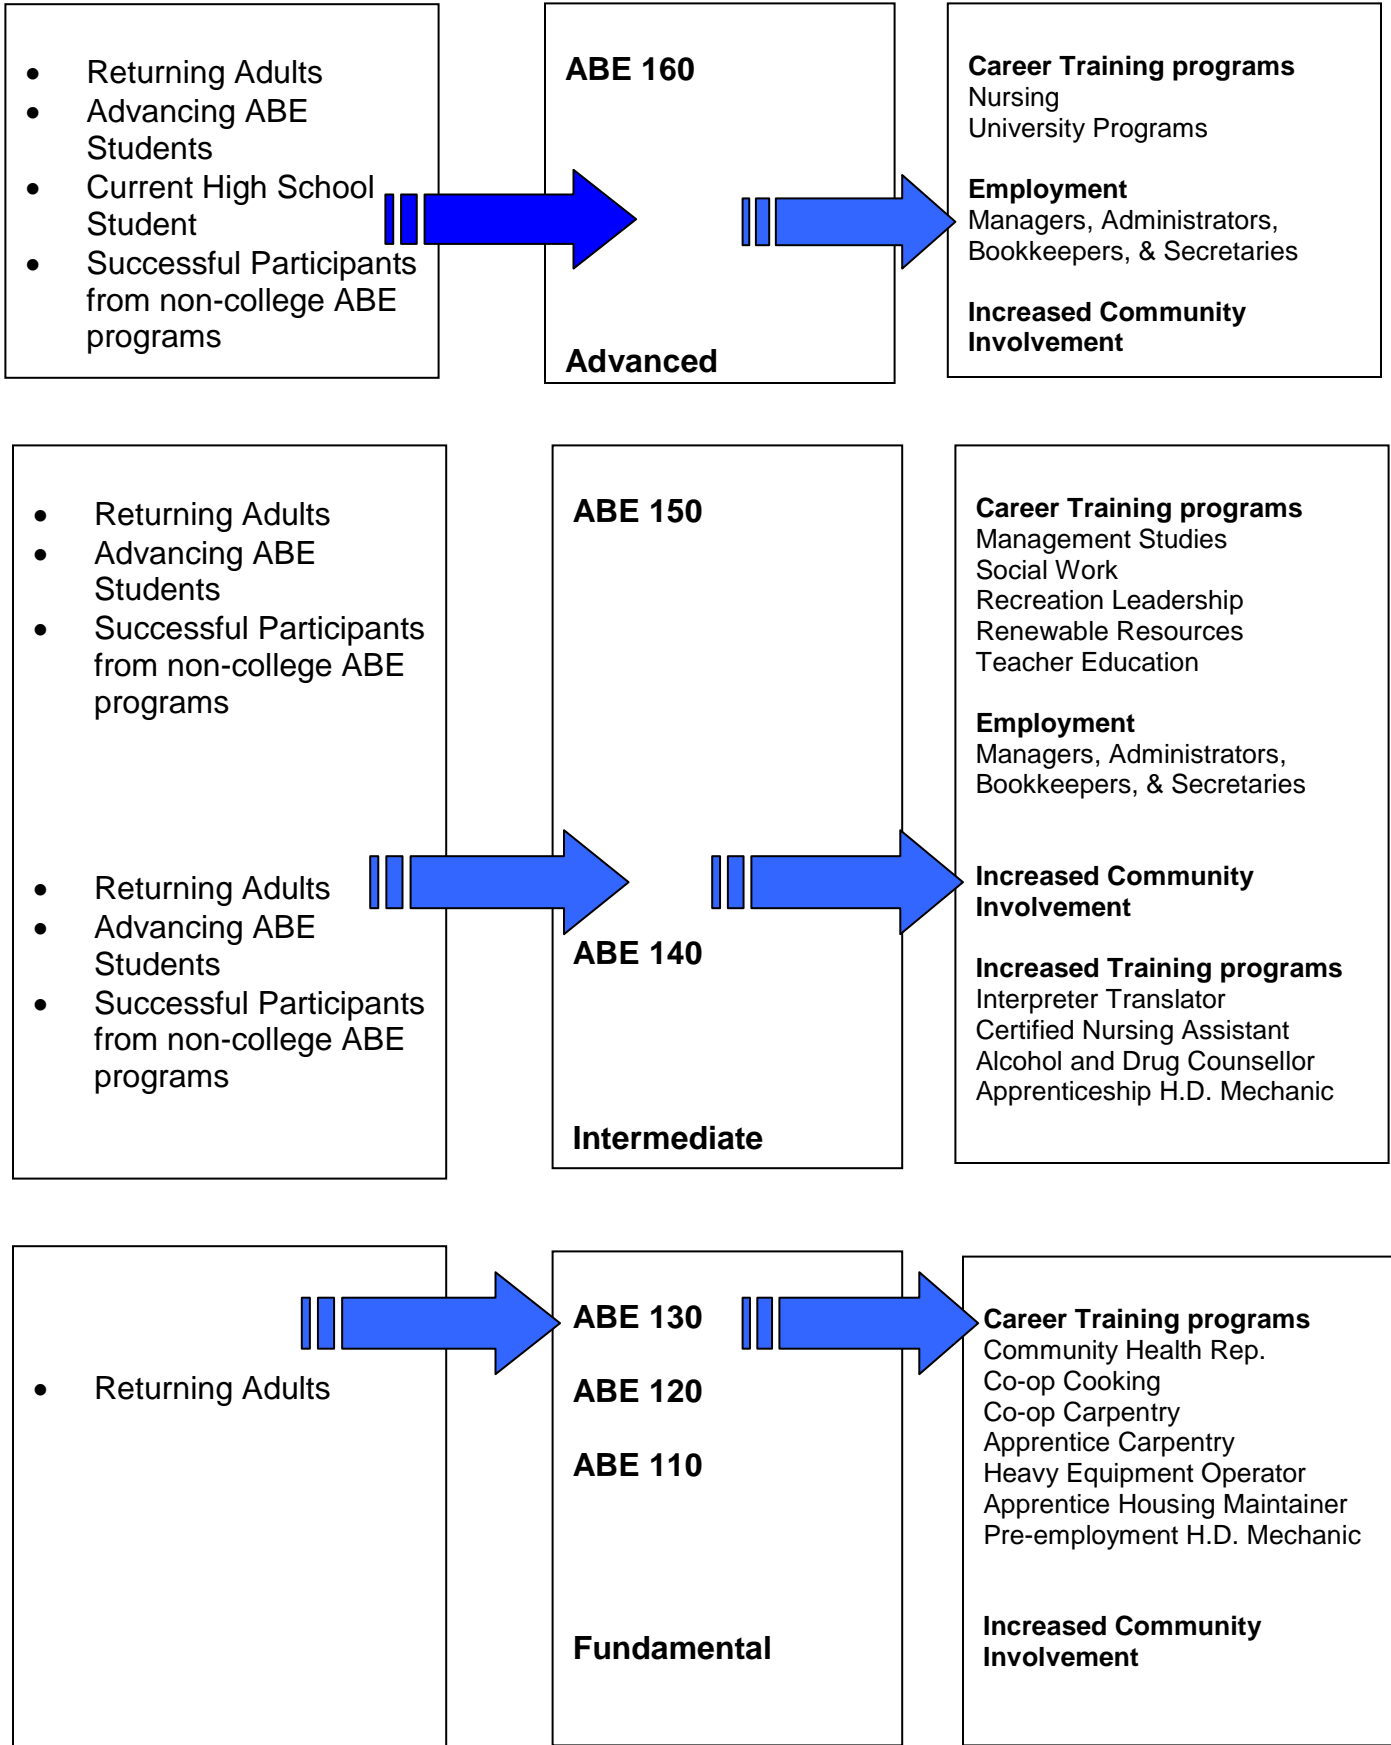 • Returning Adults
• Advancing ABE
Students
• Current High School
Student
• Successful Participants
from non-college ABE
programs
ABE 160
Advanced
Career Training programs
Nursing
University Programs
Employment
Managers, Administrators,
Bookkeepers, & Secretaries
Increased Community
Involvement
• Returning Adults
• Advancing ABE
Students
• Successful Participants
from non-college ABE
programs
• Returning Adults
• Advancing ABE
Students
• Successful Participants
from non-college ABE
programs
ABE 150
ABE 140
Intermediate
Career Training programs
Management Studies
Social Work
Recreation Leadership
Renewable Resources
Teacher Education
Employment
Managers, Administrators,
Bookkeepers, & Secretaries
Increased Community
Involvement
Increased Training programs
Interpreter Translator
Certified Nursing Assistant
Alcohol and Drug Counsellor
Apprenticeship H.D. Mechanic
• Returning Adults
ABE 130
ABE 120
ABE 110
Fundamental
Career Training programs
Community Health Rep.
Co-op Cooking
Co-op Carpentry
Apprentice Carpentry
Heavy Equipment Operator
Apprentice Housing Maintainer
Pre-employment H.D. Mechanic
Increased Community
Involvement